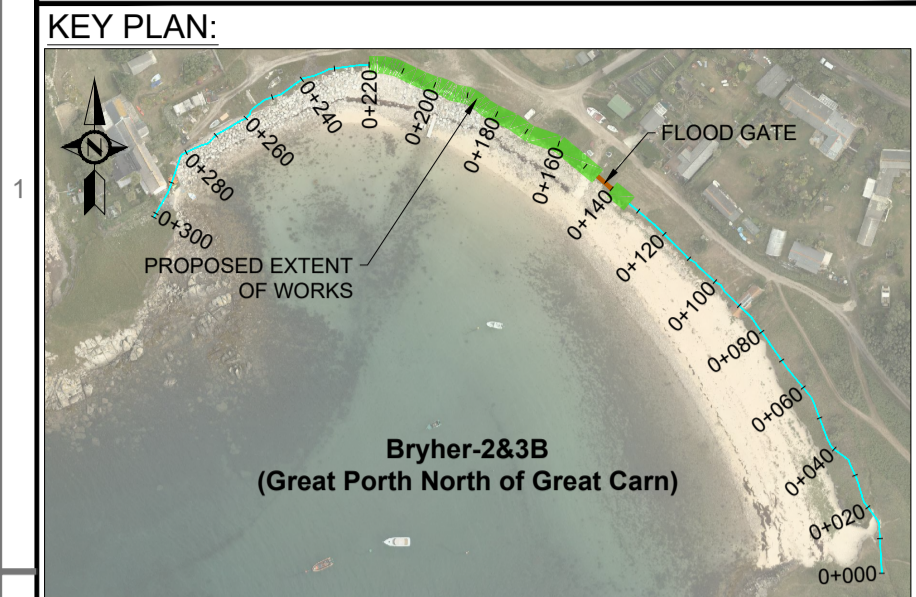 KEY PLAN:
1
N
0+220
0+200
0+180
0+160
0+140
0+120
0+100
0+080
0+060
0+040
0+020
0+000
0+240
0+260
0+280
0+300
FLOOD GATE
PROPOSED EXTENT
OF WORKS
Bryher-2&3B
(Great Porth North of Great Carn)